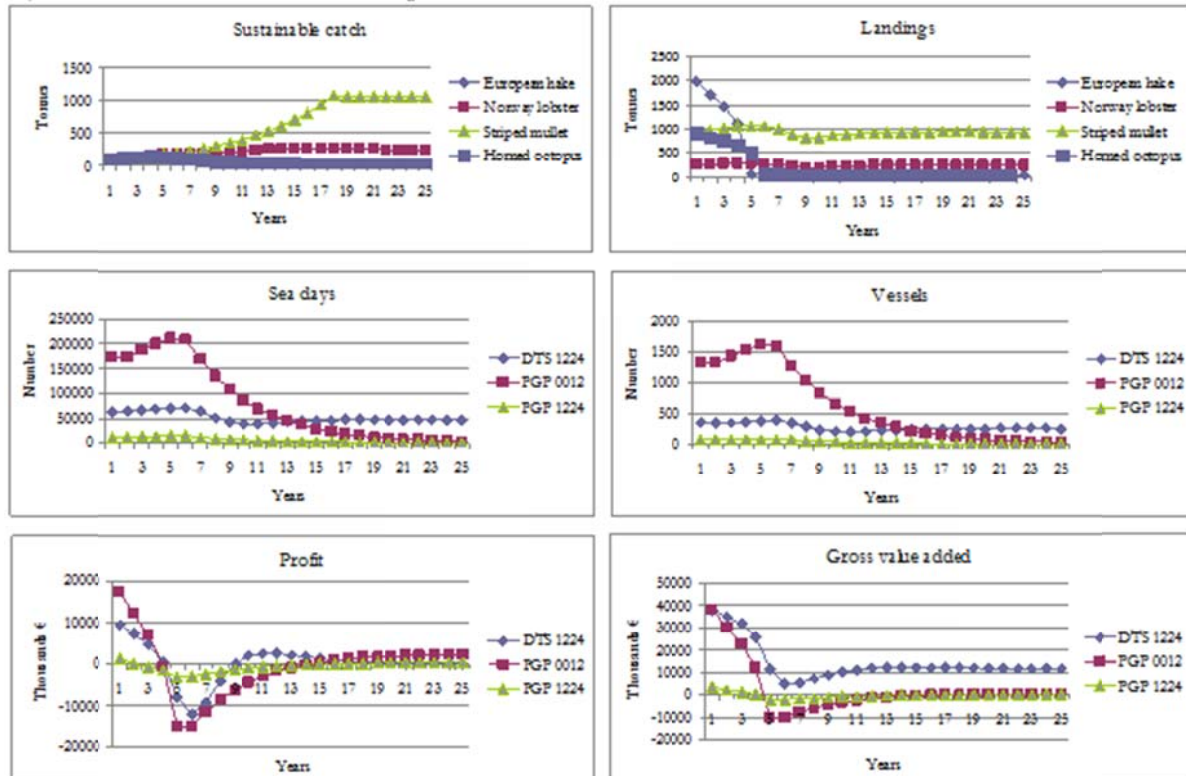 Sustainable catch
1500
1000
500
0
Tonnes
1 3 5 7 9 11 13 15 17 19 21 23 25
Years
European hake
Norway lobster
Striped mullet
Horned octopus
Landings
2500
2000
1500
1000
500
0
Tonnes
1 3 5 7 9 11 13 15 17 19 21 23 25
Years
European hake
Norway lobster
Striped mullet
Horned octopus
Sea days
250000
200000
150000
100000
50000
0
Number
1 3 5 7 9 11 13 15 17 19 21 23 25
Years
DTS 1224
PGP 0012
PGP 1224
Vessels
2000
1500
1000
500
0
Number
1 3 5 7 9 11 13 15 17 19 21 23 25
Years
DTS 1224
PGP 0012
PGP 1224
Profit
20000
10000
0
-10000
-20000
Thousands €
1 3 5 7 9 11 13 15 17 19 21 23 25
Years
DTS 1224
PGP 0012
PGP 1224
Gross value added
50000
40000
30000
20000
10000
0
-10000
-20000
Thousands €
1 3 5 7 9 11 13 15 17 19 21 23 25
Years
DTS 1224
PGP 0012
PGP 1224